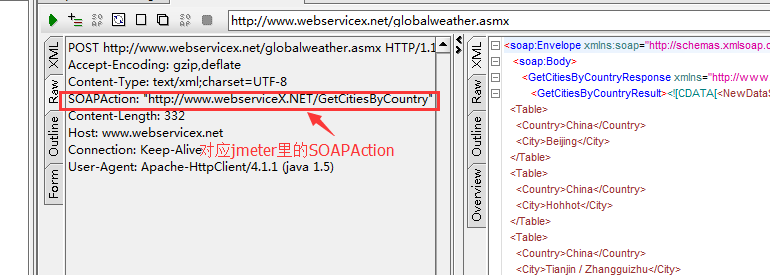 http://www.webservicex.net/globalweather.asmx
XML
Raw
Outline
Form
POST http://www.webservicex.net/globalweather.asmx HTTP/1.1
Accept-Encoding: gzip,deflate
Content-Type: text/xml;charset=UTF-8
SOAPAction: "http://www.webserviceX.NET/GetCitiesByCountry"
Content-Length: 332
Host: www.webservicex.net
Connection: Keep-Alive
对应jmeter里的SOAPAction
User-Agent: Apache-HttpClient/4.1.1 (java 1.5)
XML
Raw
Outline
Overview
<soap:Envelope xmlns:soap="http://schemas.xmlsoap.o
<soap:Body>
<GetCitiesByCountryResponse xmlns="http://www
<GetCitiesByCountryResult><![CDATA[<NewDataS
<Table>
<Country>China</Country>
<City>Beijing</City>
</Table>
<Table>
<Country>China</Country>
<City>Hohhot</City>
</Table>
<Table>
<Country>China</Country>
<City>Tianjin / Zhangguizhu</City>